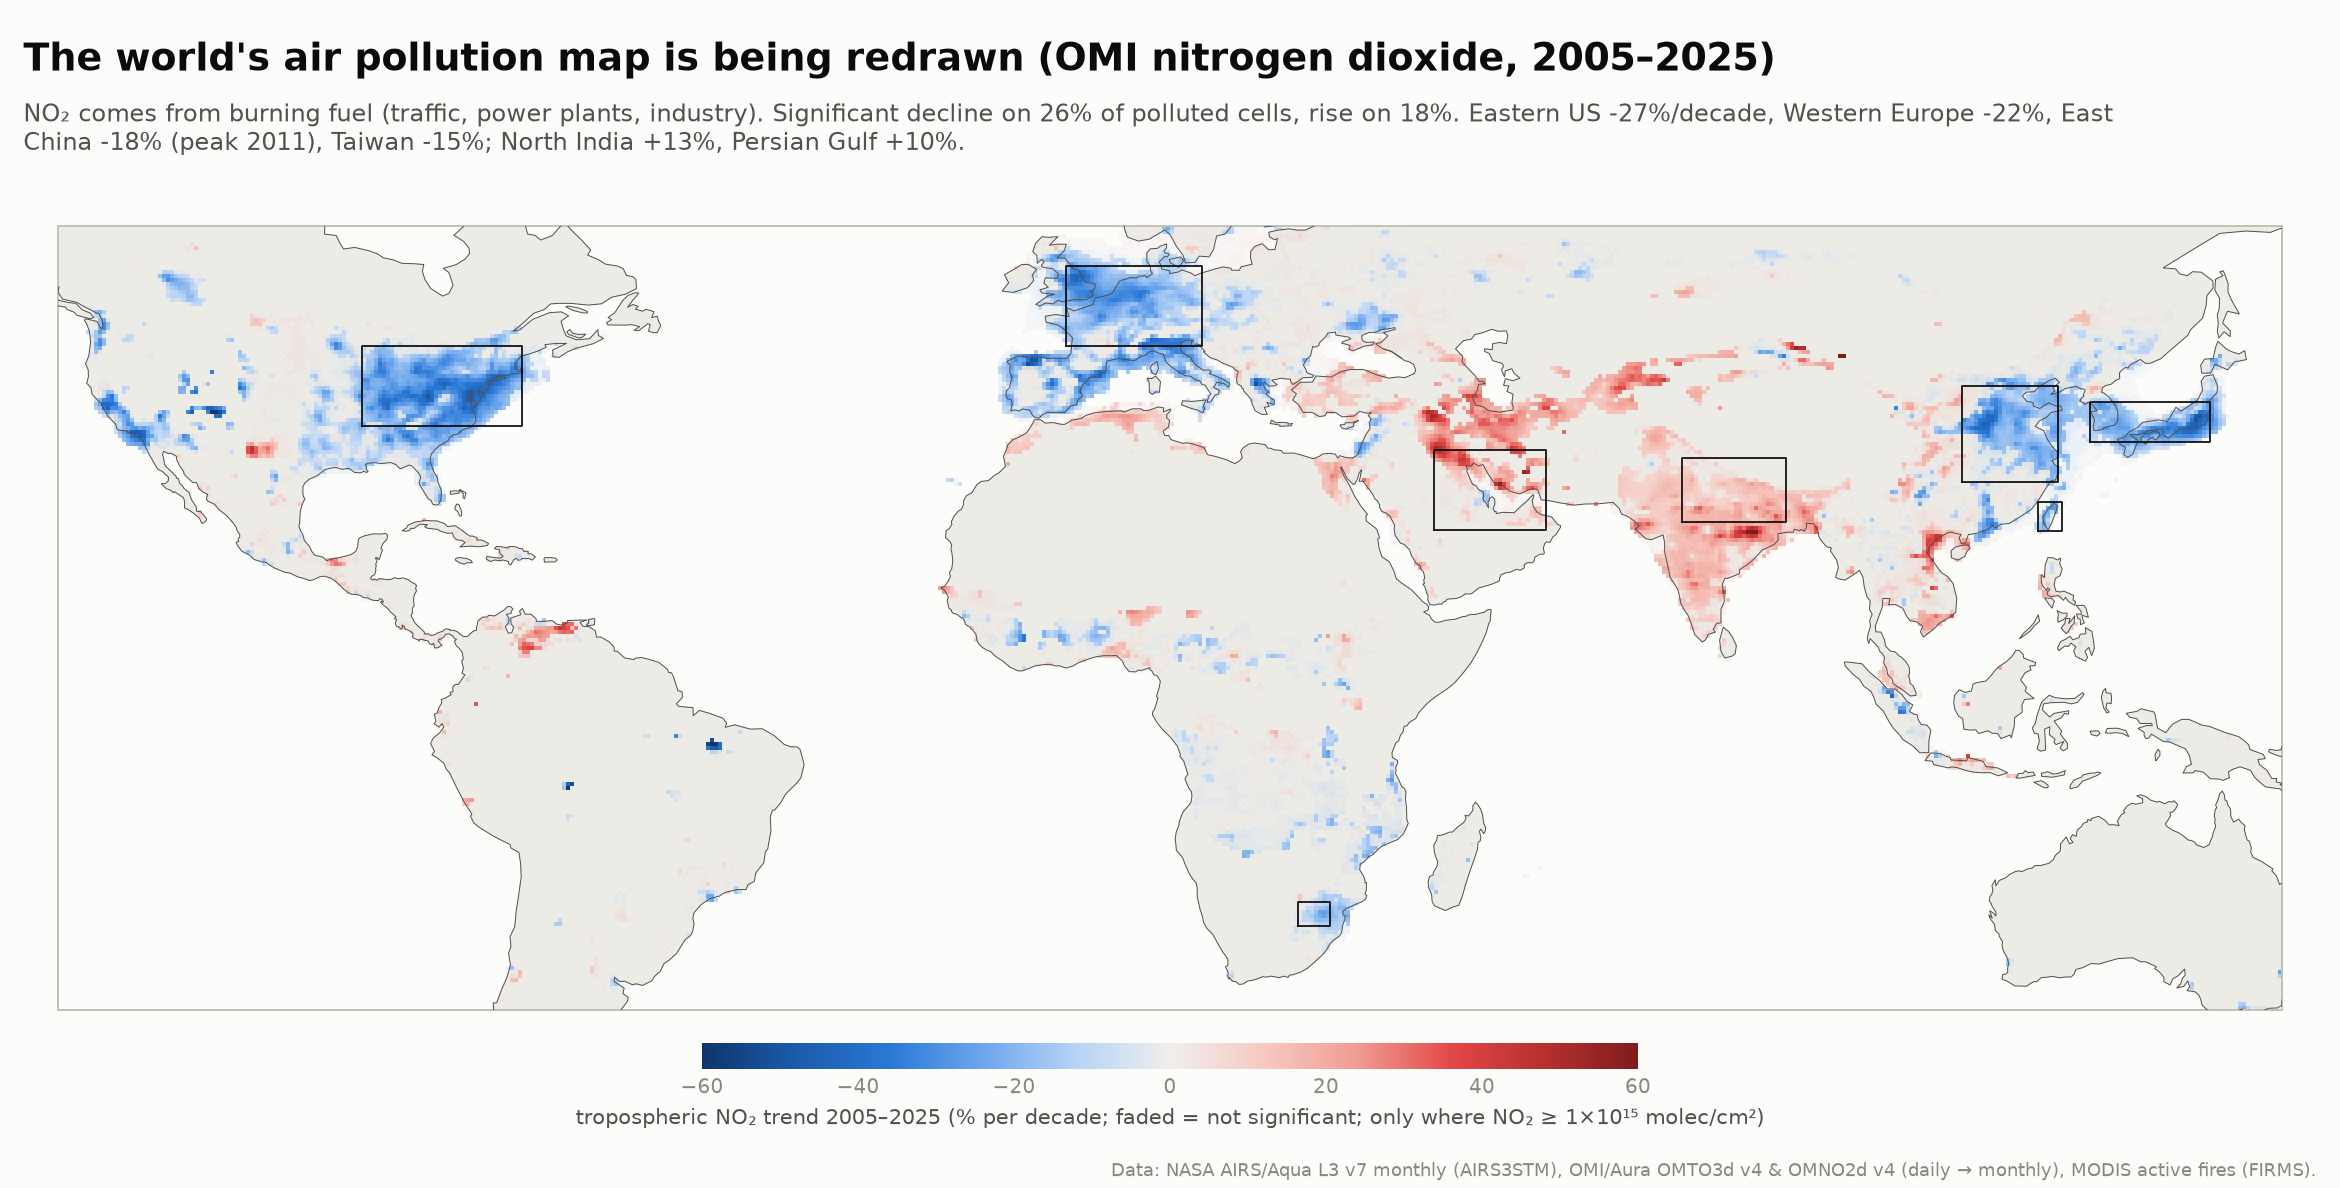 The world's air pollution map is being redrawn (OMI nitrogen dioxide, 2005–2025)
NO₂ comes from burning fuel (traffic, power plants, industry). Significant decline on 26% of polluted cells, rise on 18%. Eastern US -27%/decade, Western Europe -22%, East
China -18% (peak 2011), Taiwan -15%; North India +13%, Persian Gulf +10%.
−60 −40 −20 0 20 40 60
tropospheric NO₂ trend 2005–2025 (% per decade; faded = not significant; only where NO₂ ≥ 1×10¹⁵ molec/cm²)
Data: NASA AIRS/Aqua L3 v7 monthly (AIRS3STM), OMI/Aura OMTO3d v4 & OMNO2d v4 (daily → monthly), MODIS active fires (FIRMS).